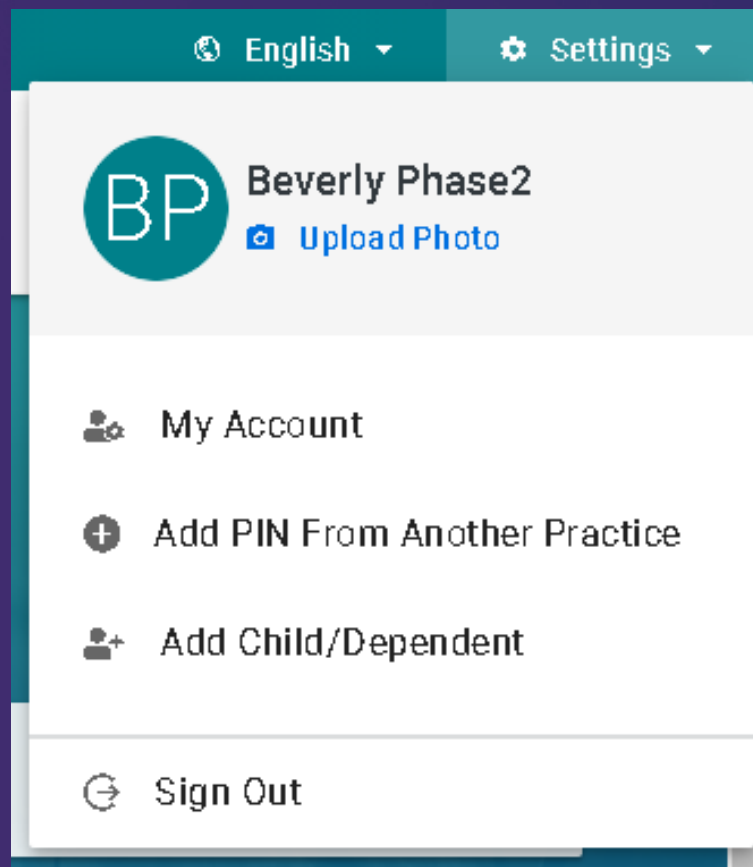 English Settings
BP
Beverly Phase2
Upload Photo
My Account
Add PIN From Another Practice
Add Child/Dependent
Sign Out